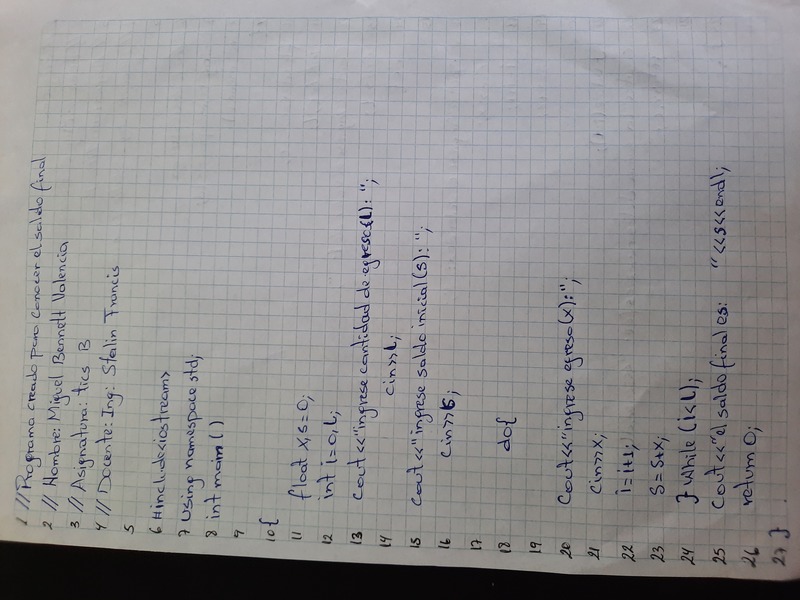 1 //Programa creado para conocer el saldo final
2 // Nombre: Miguel Bennett Valencia
3 // Asignatura: tics B
4 // Docente: Ing: Stalin Francis
5
6 #include<iostream>
7 using namespace std;
8 int main ()
9
10 {
11 float x,s=0;
12 int i=0,L;
13 cout<<"ingrese cantidad de egreso(L): ";
14 cin>>L;
15 cout<<"ingrese saldo inicial(s): ";
16 cin>>s;
17
18 do{
19
20 cout<<"ingrese egreso(x):";
21 cin>>x;
22 i=i+1;
23 s=s+x;
24 } while (i<L);
25 cout<<"el saldo final es: "<<s<<endl;
26 return 0;
27 }